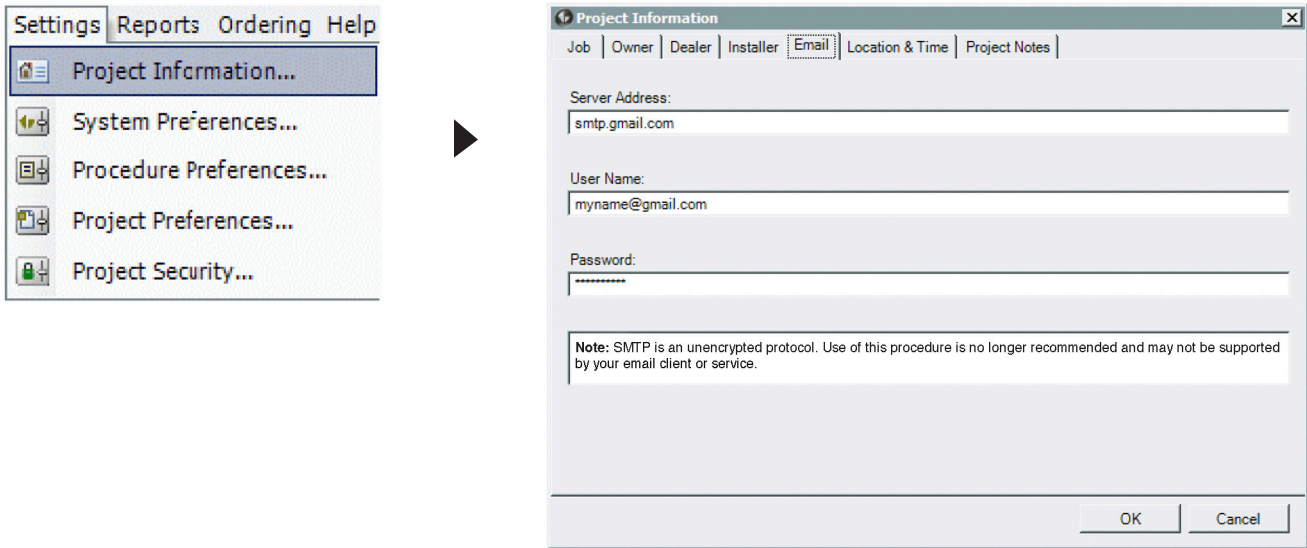 Settings Reports Ordering Help
Project Information...
System Preferences...
Procedure Preferences...
Project Preferences...
Project Security...
Project Information
Job Owner Dealer Installer Email Location & Time Project Notes
Server Address:
smtp.gmail.com
User Name:
myname@gmail.com
Password:
**********
Note: SMTP is an unencrypted protocol. Use of this procedure is no longer recommended and may not be supported
by your email client or service.
OK Cancel